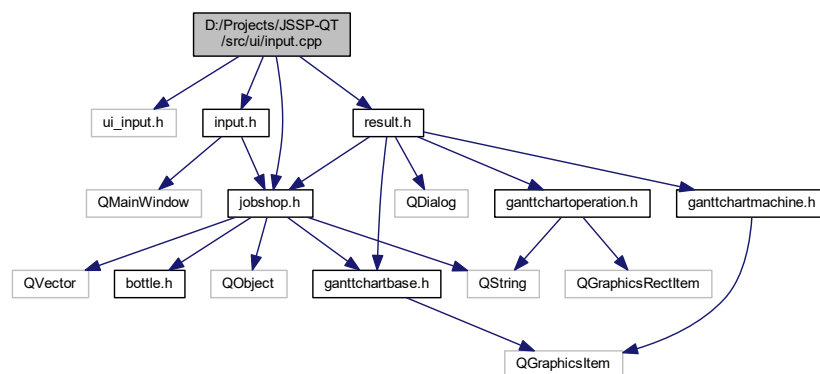 D:/Projects/JSSP-QT
/src/ui/input.cpp
ui_input.h
input.h
result.h
QMainWindow
jobshop.h
QDialog
ganttchartoperation.h
ganttchartmachine.h
QVector
bottle.h
QObject
ganttchartbase.h
QString
QGraphicsRectItem
QGraphicsItem